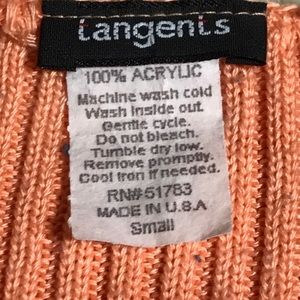 tangents
100% ACRYLIC
Machine wash cold
Wash inside out.
Gentle cycle.
Do not bleach.
Tumble dry low.
Remove promptly.
Cool iron if needed.
RN#51783
MADE IN U.S.A
Small